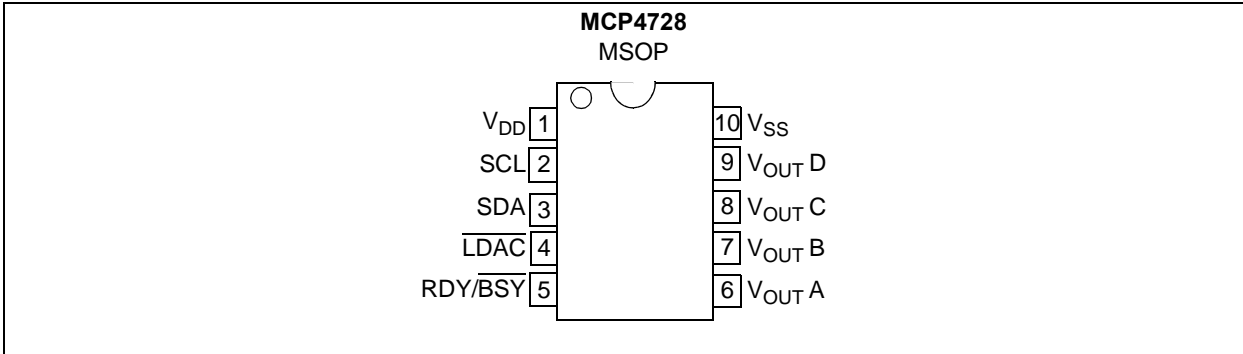 MCP4728
MSOP
VDD 1
SCL 2
SDA 3
LDAC 4
RDY/BSY 5
10 VSS
9 VOUT D
8 VOUT C
7 VOUT B
6 VOUT A